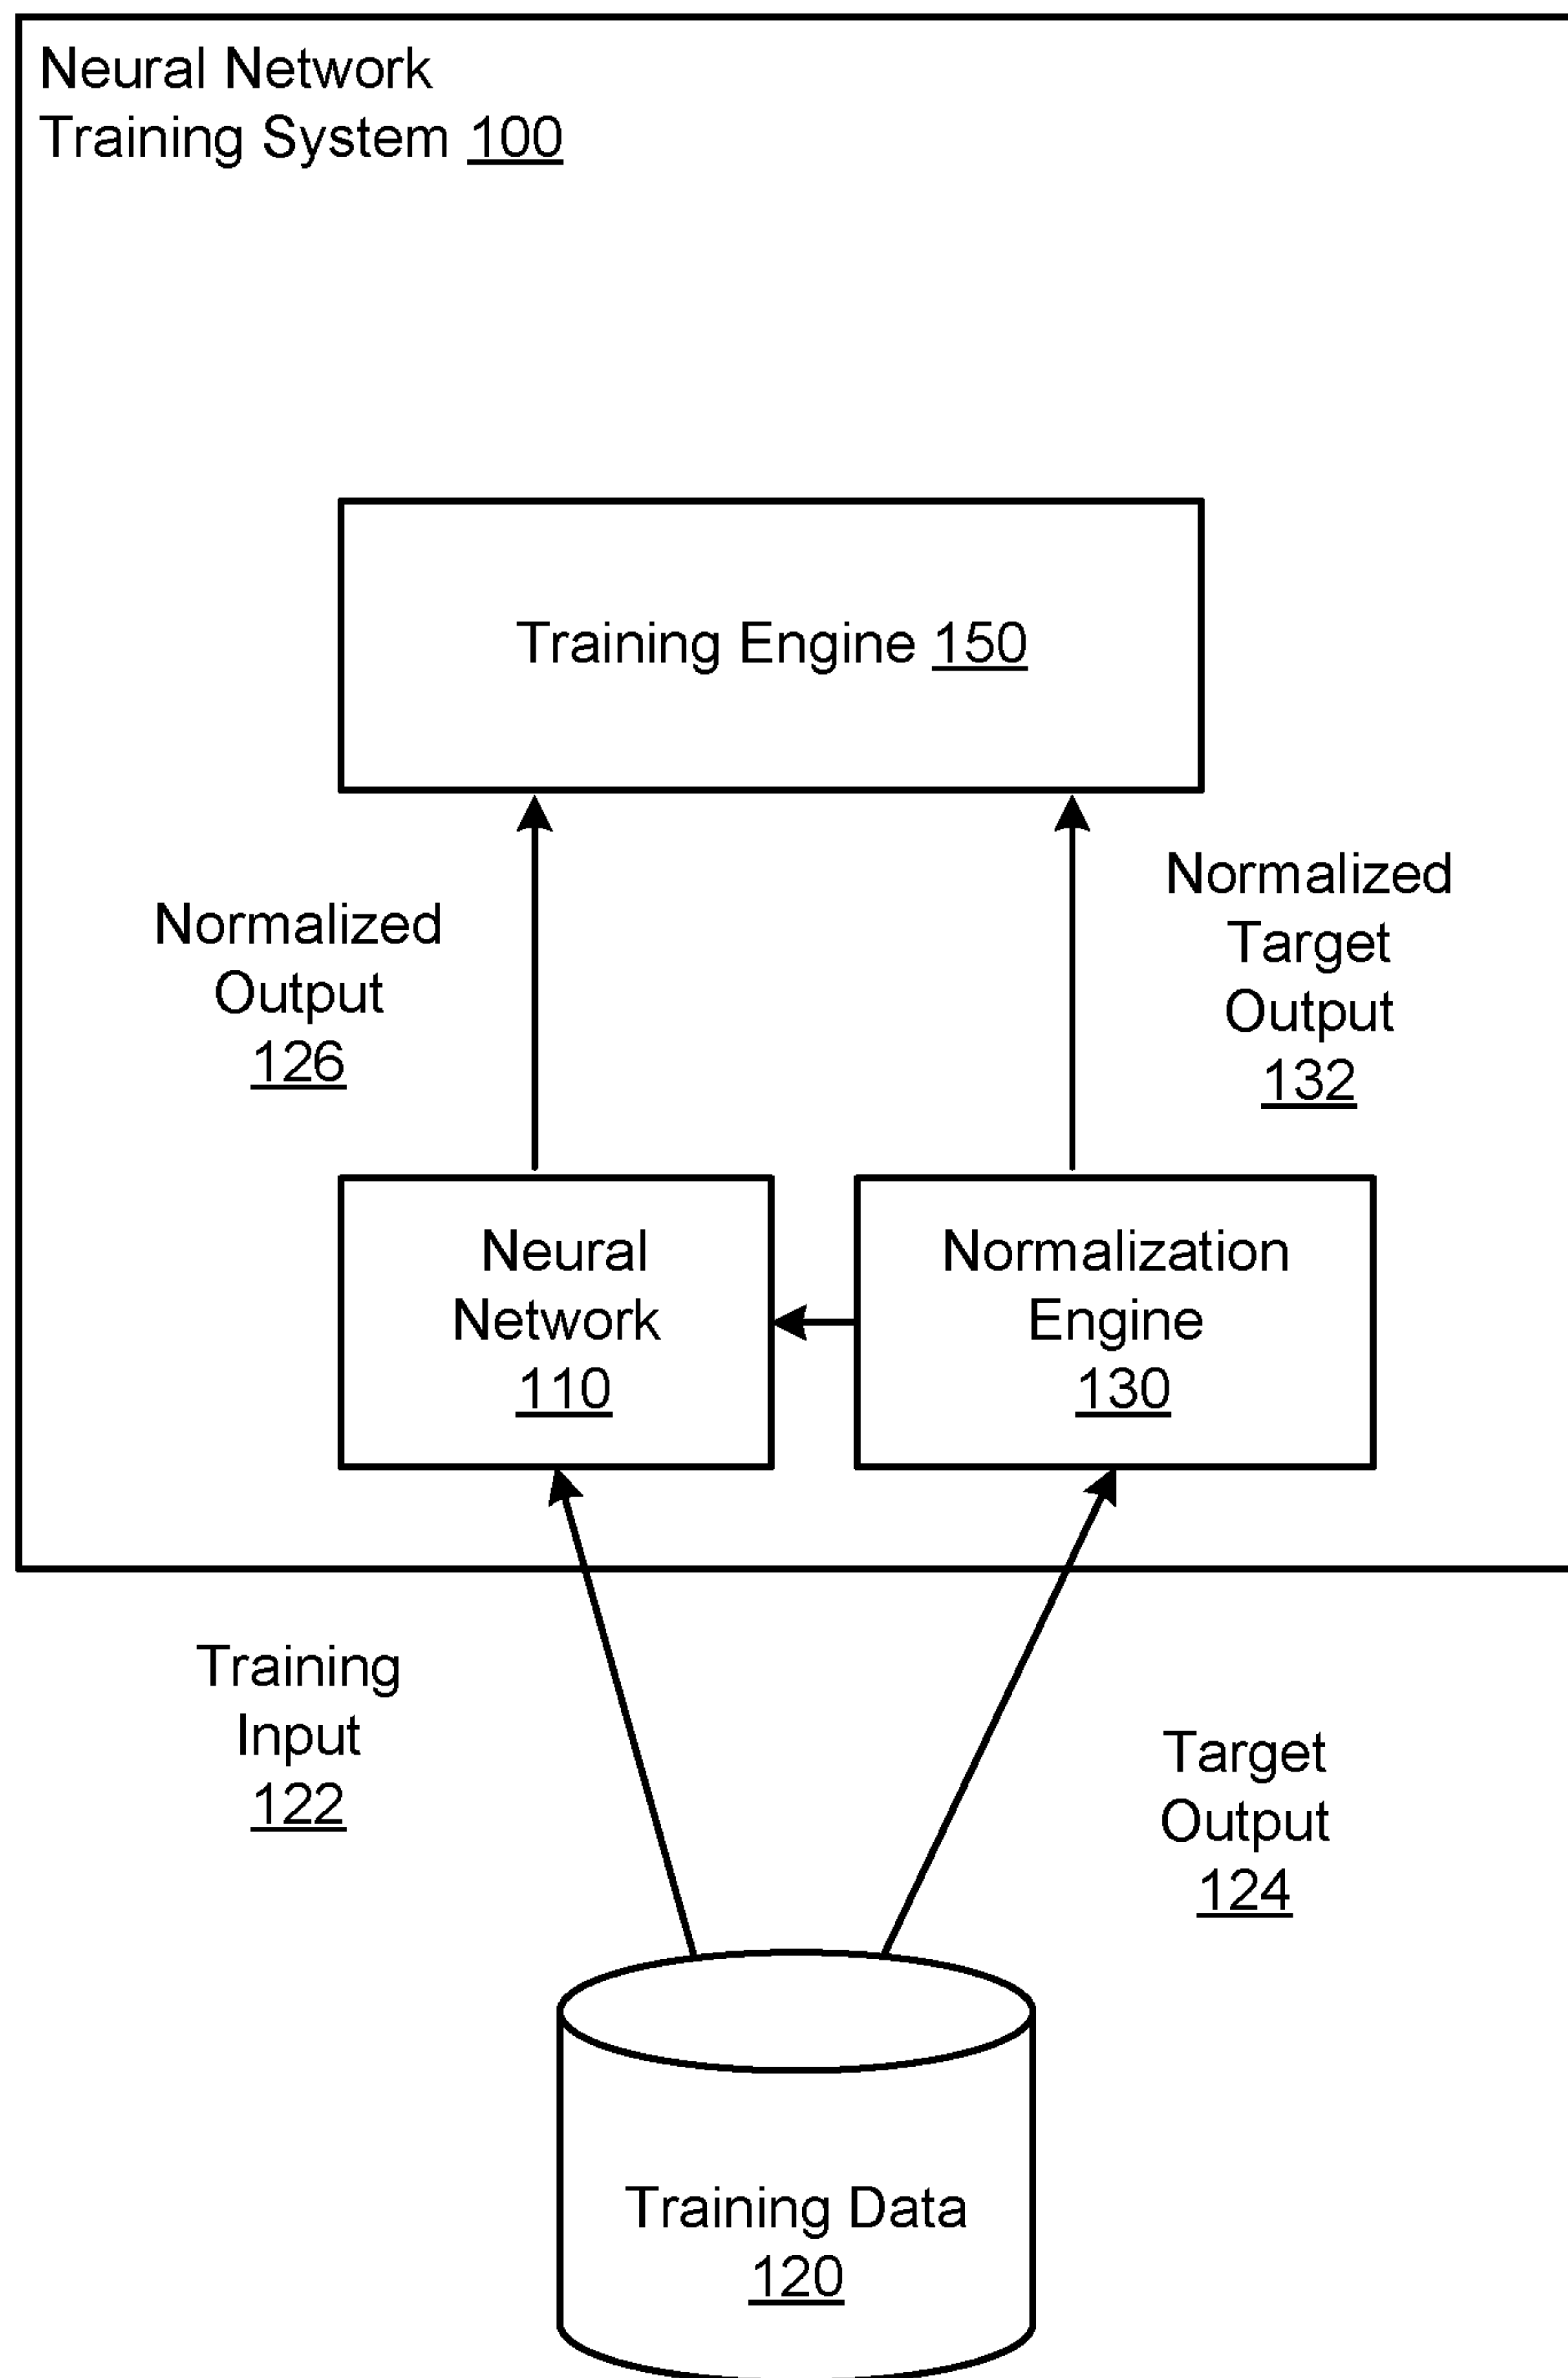 Neural Network
Training System 100
Training Engine 150
Normalized
Output
126
Normalized
Target
Output
132
Neural
Network
110
Normalization
Engine
130
Training
Input
122
Target
Output
124
Training Data
120